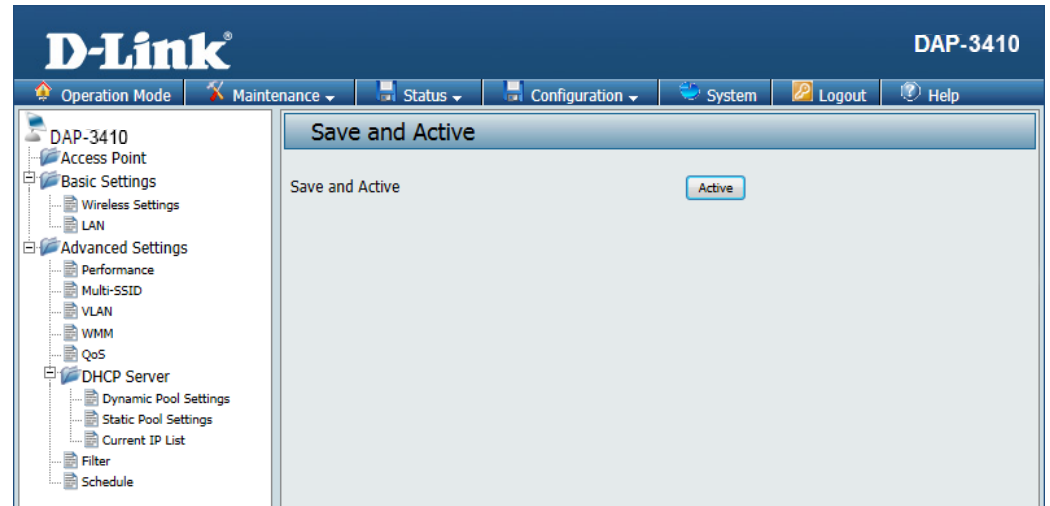 D-Link®
DAP-3410
Operation Mode Maintenance Status Configuration System Logout Help
DAP-3410
Access Point
Basic Settings
Wireless Settings
LAN
Advanced Settings
Performance
Multi-SSID
VLAN
WMM
QoS
DHCP Server
Dynamic Pool Settings
Static Pool Settings
Current IP List
Filter
Schedule
Save and Active
Save and Active Active